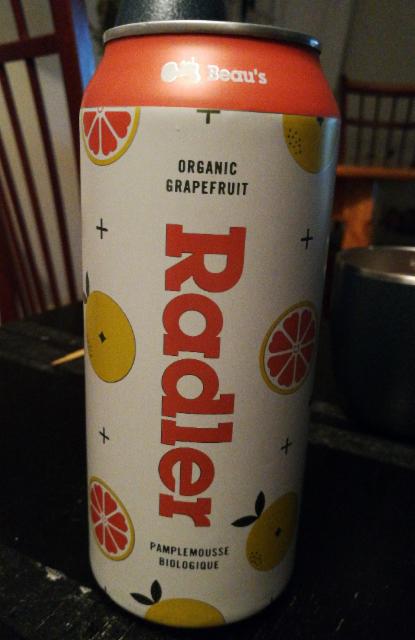 Beau's
ORGANIC
GRAPEFRUIT
Radler
PAMPLEMOUSSE
BIOLOGIQUE